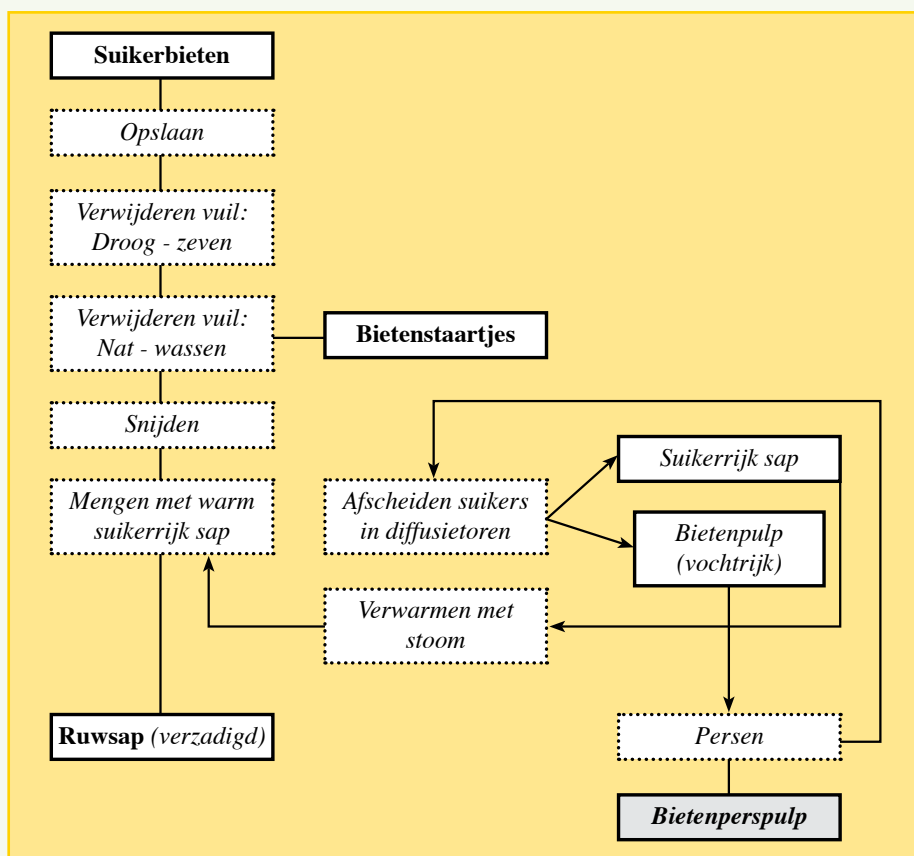 Suikerbieten
Opslaan
Verwijderen vuil:
Droog - zeven
Verwijderen vuil:
Nat - wassen
Bietenstaartjes
Snijden
Mengen met warm
suikerrijk sap
Afscheiden suikers
in diffusietoren
Suikerrijk sap
Bietenpulp
(vochtrijk)
Verwarmen met
stoom
Ruwsap (verzadigd)
Persen
Bietenperspulp